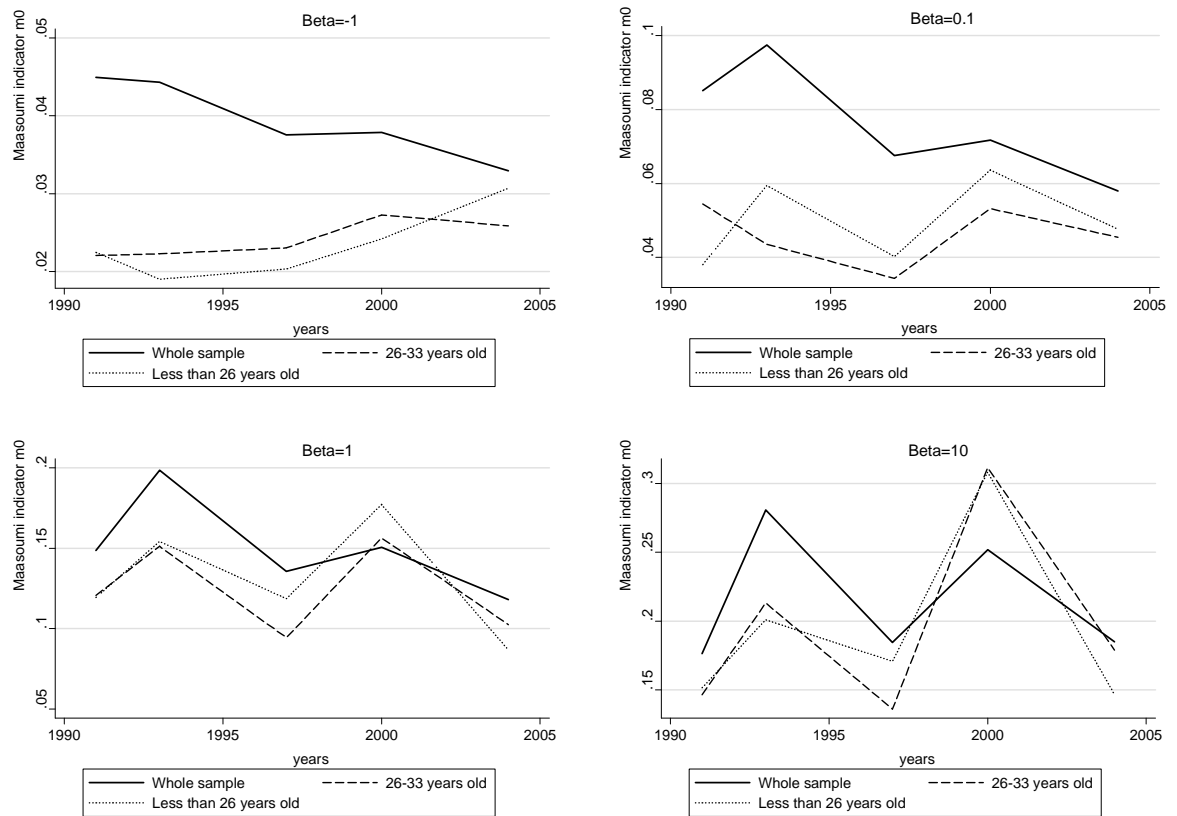 Beta=-1
Maasoumi indicator m0
.05
.04
.03
.02
1990 1995 2000 2005
years
Whole sample 26-33 years old
Less than 26 years old
Beta=0.1
Maasoumi indicator m0
.1
.08
.06
.04
1990 1995 2000 2005
years
Whole sample 26-33 years old
Less than 26 years old
Beta=1
Maasoumi indicator m0
.2
.15
.1
.05
1990 1995 2000 2005
years
Whole sample 26-33 years old
Less than 26 years old
Beta=10
Maasoumi indicator m0
.3
.25
.2
.15
1990 1995 2000 2005
years
Whole sample 26-33 years old
Less than 26 years old